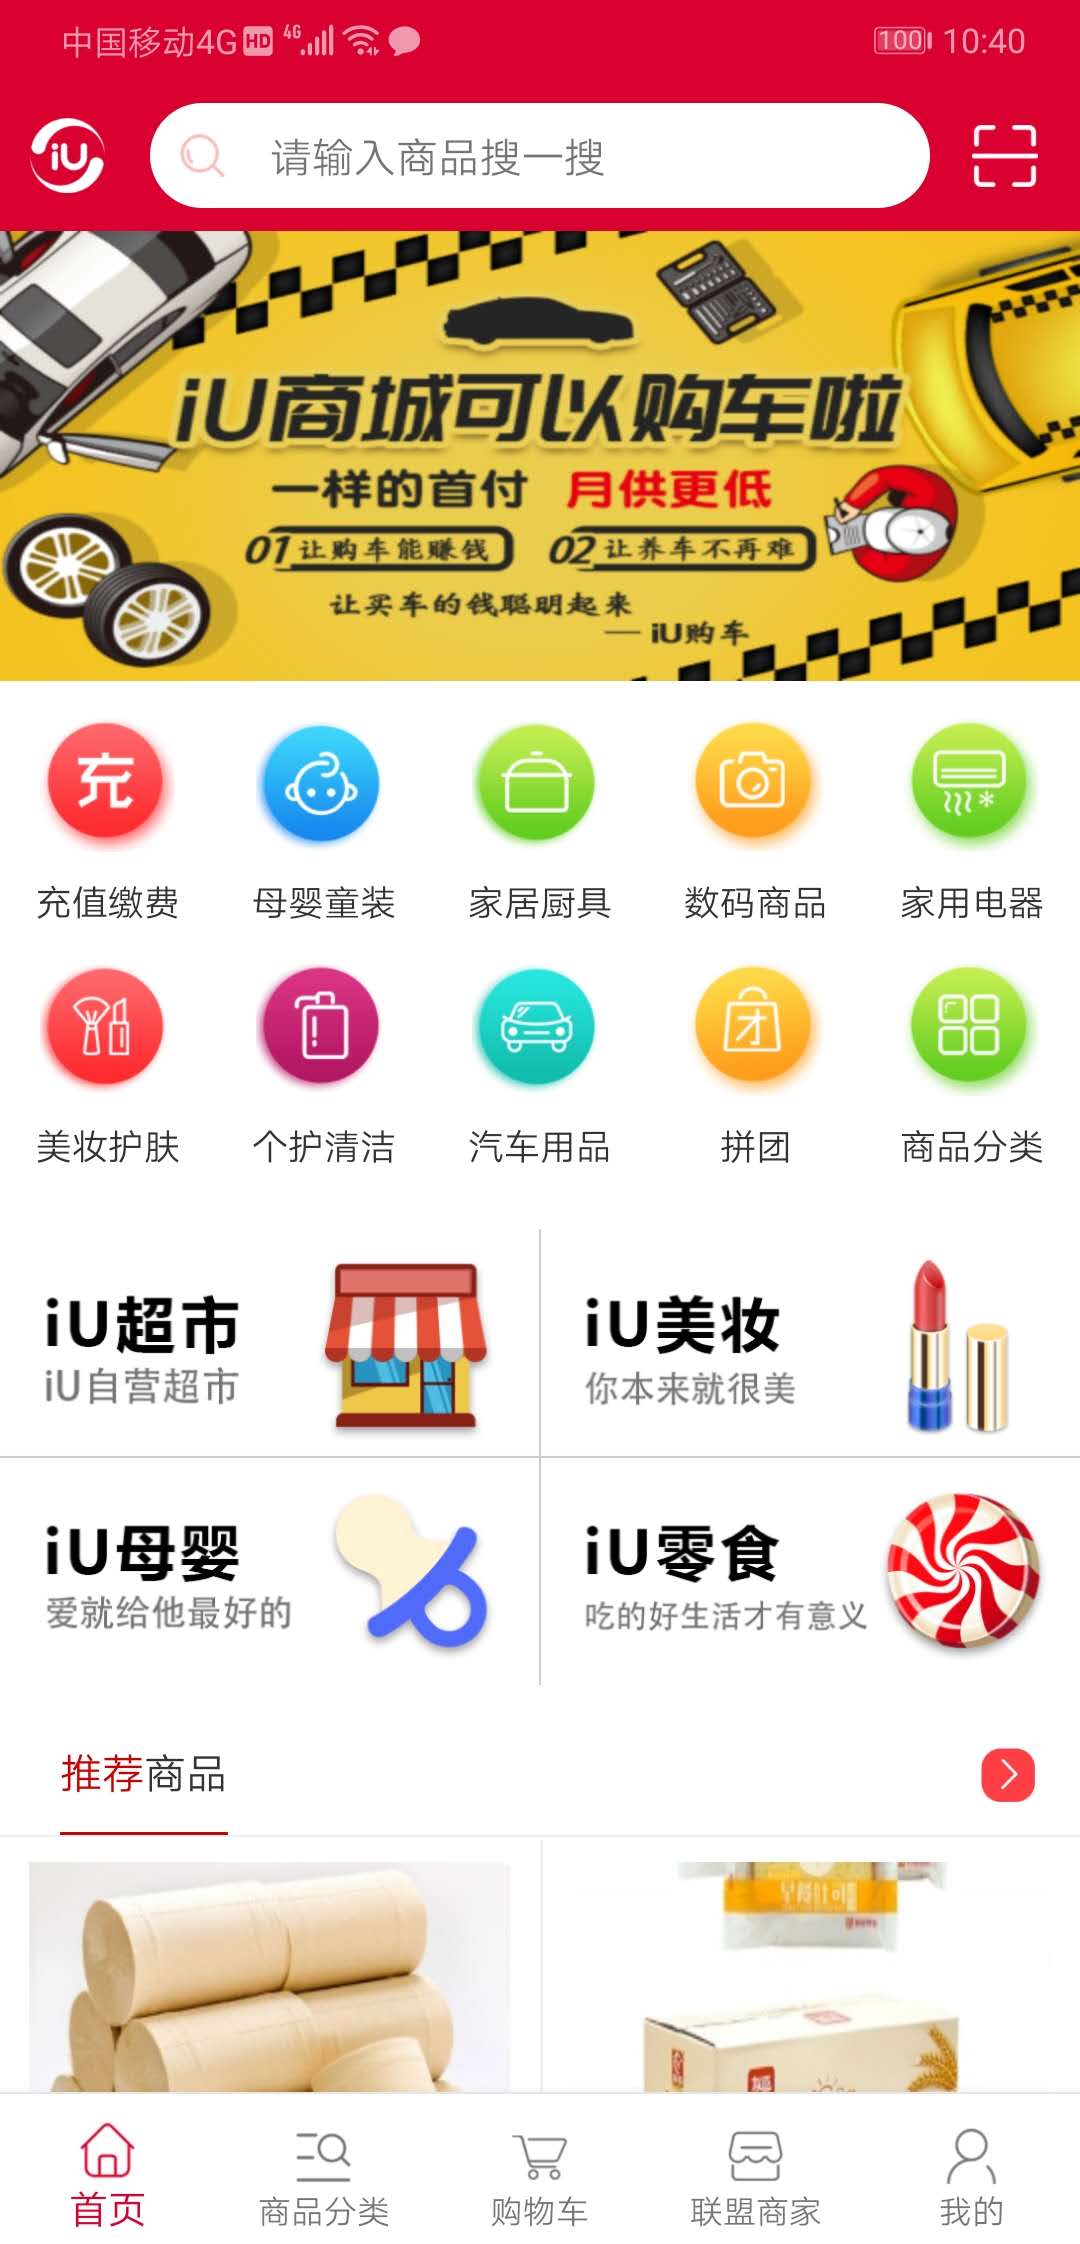 中国移动4G HD 4G 100 10:40
iU 请输入商品搜一搜
iU商城可以购车啦
一样的首付 月供更低
01 让购车能赚钱 02 让养车不再难
让买车的钱聪明起来
— iU购车
充
充值缴费 母婴童装 家居厨具 数码商品 家用电器
团
美妆护肤 个护清洁 汽车用品 拼团 商品分类
iU超市 iU美妆
iU自营超市 你本来就很美
iU母婴 iU零食
爱就给他最好的 吃的好生活才有意义
推荐商品
首页 商品分类 购物车 联盟商家 我的